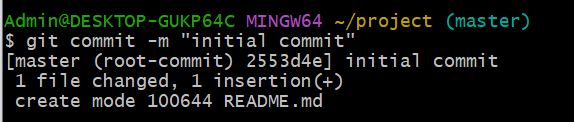 Admin@DESKTOP-GUKP64C MINGW64 ~/project (master)
$ git commit -m "initial commit"
[master (root-commit) 2553d4e] initial commit
 1 file changed, 1 insertion(+)
 create mode 100644 README.md